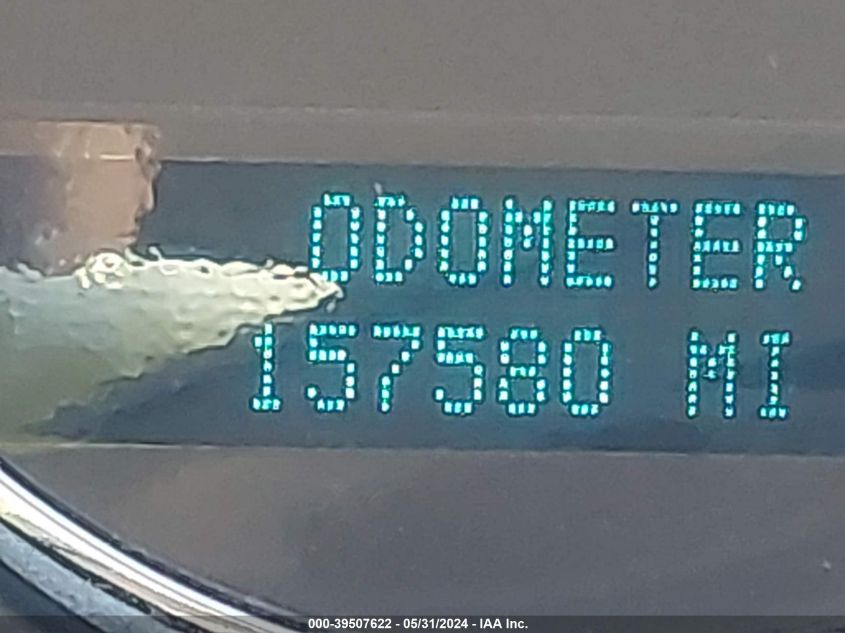 ODOMETER
157580 MI
000-39507622 - 05/31/2024 - IAA Inc.